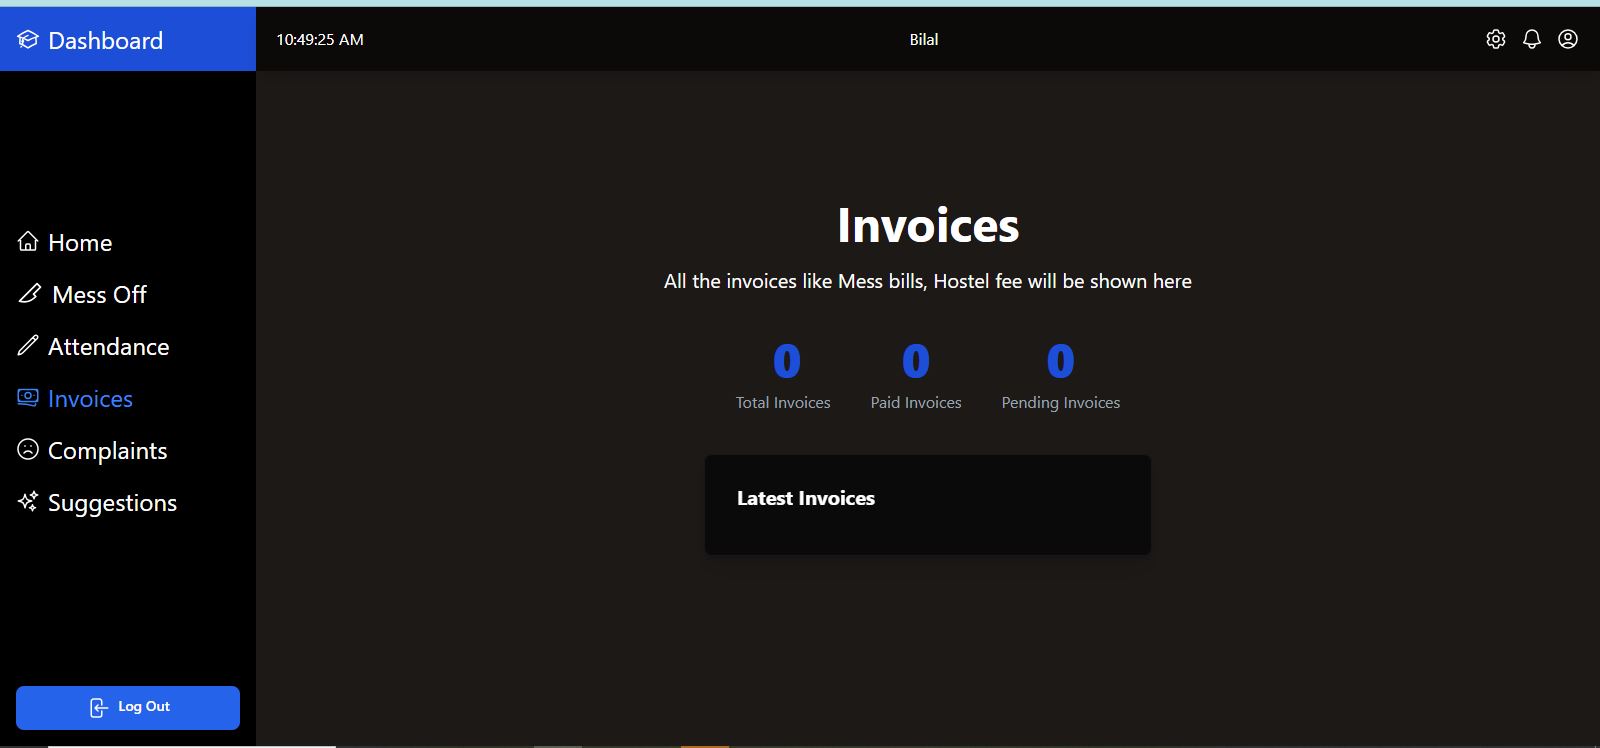 Dashboard
10:49:25 AM
Bilal
Home
Mess Off
Attendance
Invoices
Complaints
Suggestions
Log Out
Invoices
All the invoices like Mess bills, Hostel fee will be shown here
0 0 0
Total Invoices Paid Invoices Pending Invoices
Latest Invoices